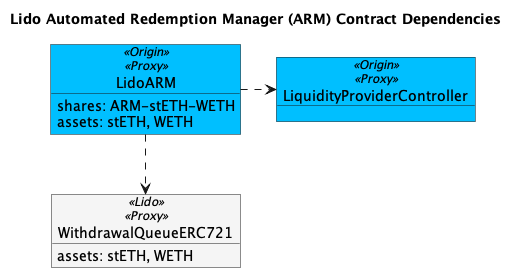 Lido Automated Redemption Manager (ARM) Contract Dependencies
«Origin»
«Proxy»
LidoARM
shares: ARM-stETH-WETH
assets: stETH, WETH
«Origin»
«Proxy»
LiquidityProviderController
«Lido»
«Proxy»
WithdrawalQueueERC721
assets: stETH, WETH